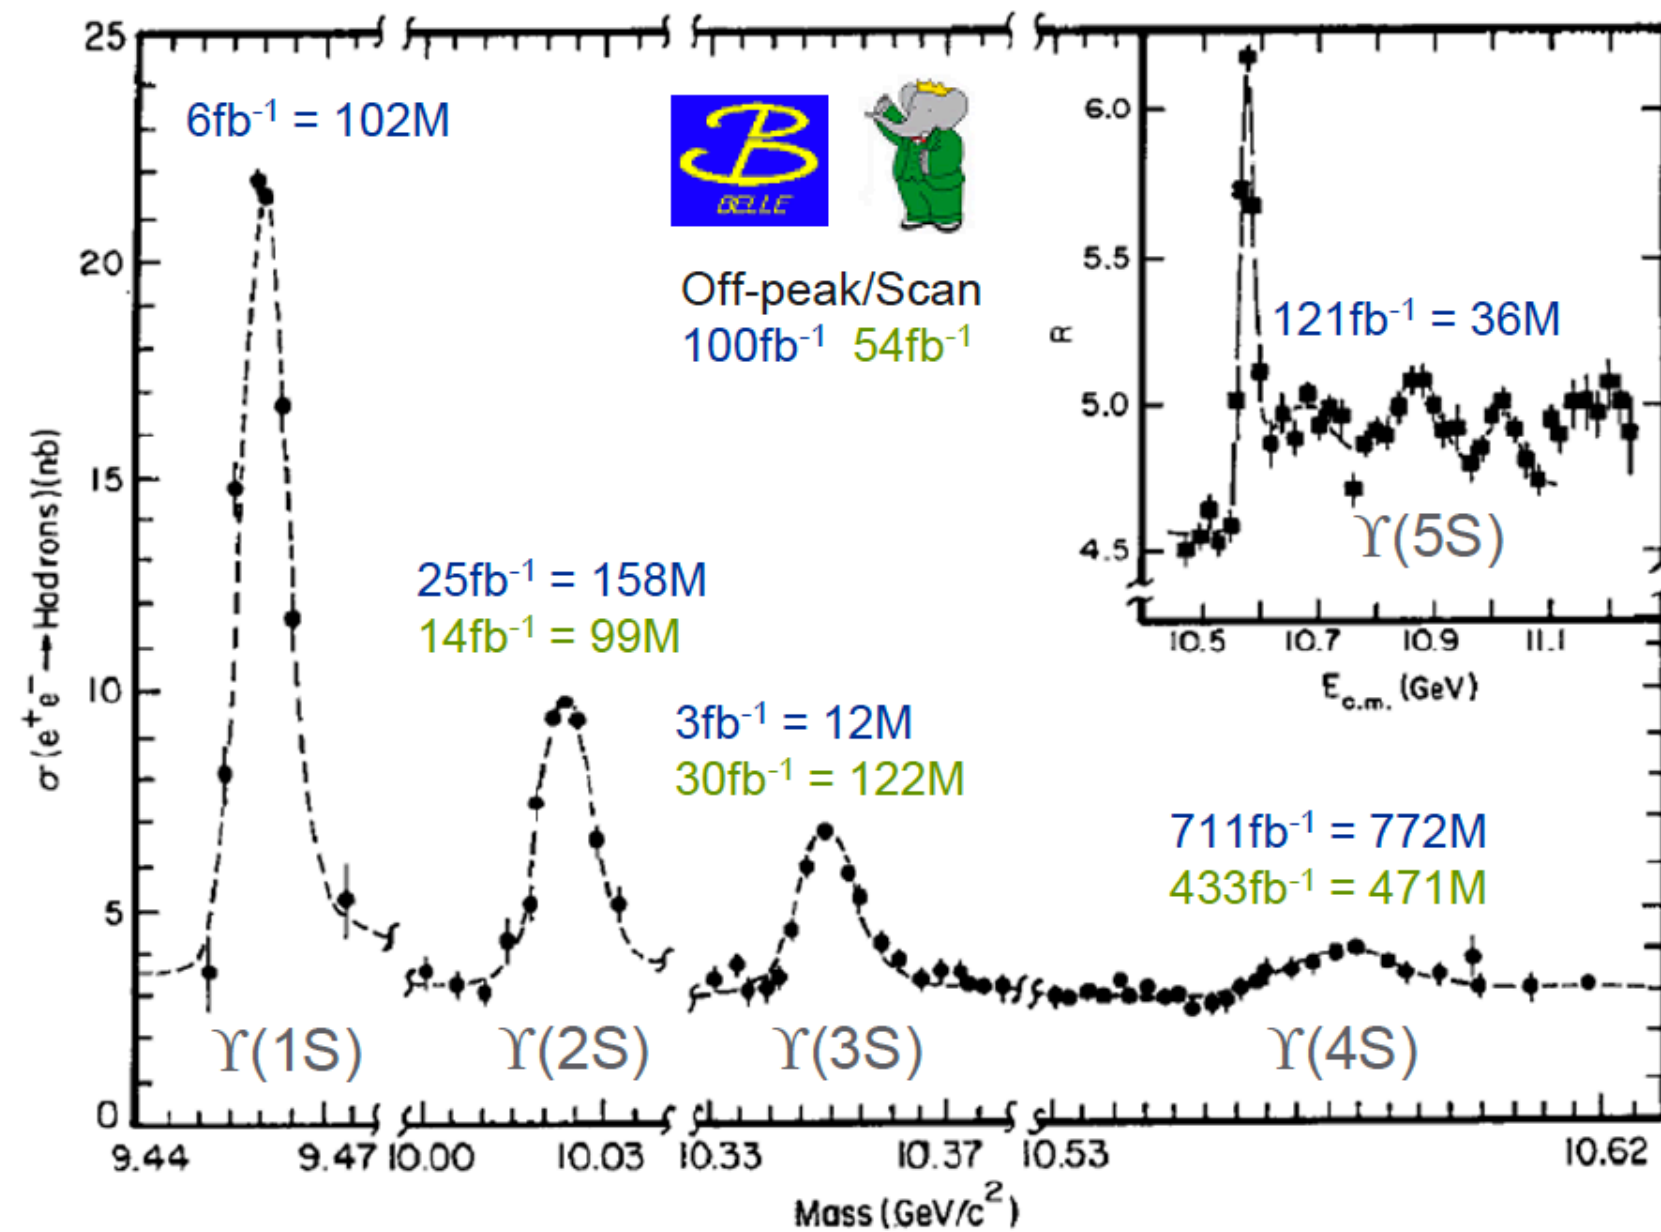 25
20
15
10
5
0
σ(e⁺e⁻→Hadrons)(nb)
6fb⁻¹ = 102M
BELLE
Off-peak/Scan
100fb⁻¹ 54fb⁻¹
25fb⁻¹ = 158M
14fb⁻¹ = 99M
3fb⁻¹ = 12M
30fb⁻¹ = 122M
711fb⁻¹ = 772M
433fb⁻¹ = 471M
ϒ(1S) ϒ(2S) ϒ(3S) ϒ(4S)
9.44 9.47 10.00 10.03 10.33 10.37 10.53 10.62
Mass (GeV/c²)
6.0
5.5
5.0
4.5
R
121fb⁻¹ = 36M
ϒ(5S)
10.5 10.7 10.9 11.1
E c.m. (GeV)